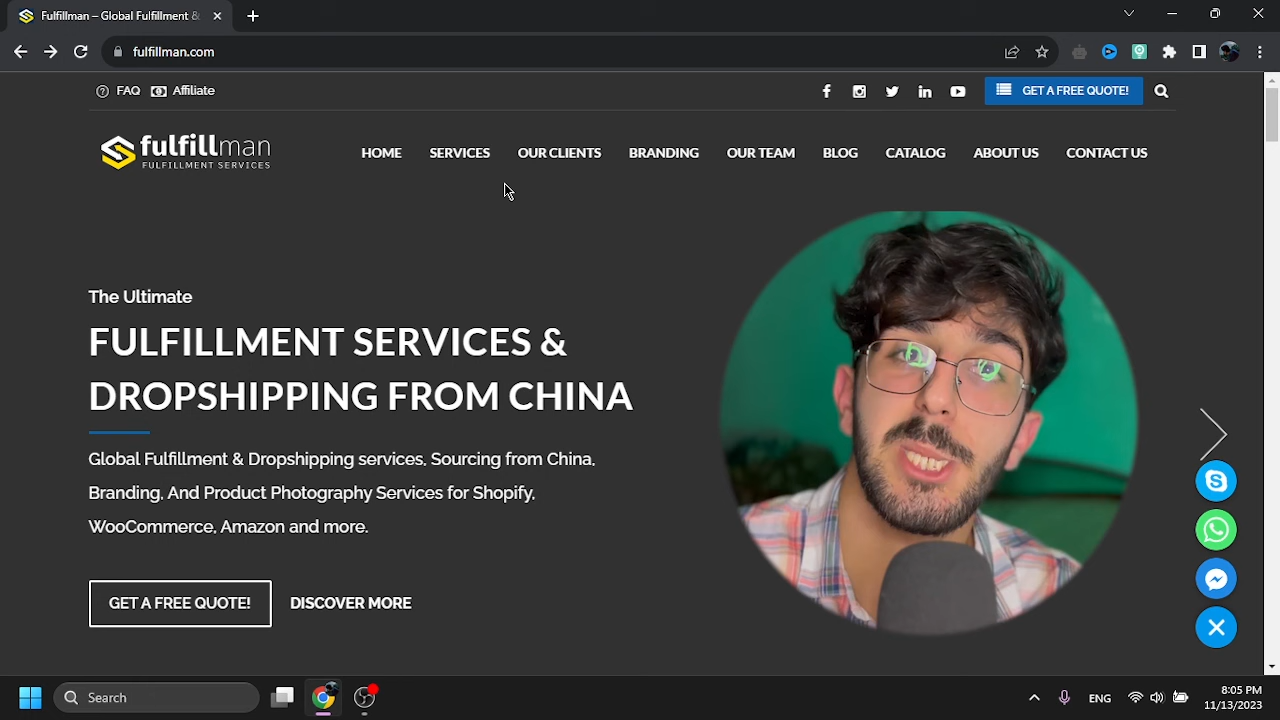 Fulfillman – Global Fulfillment &
fulfillman.com
FAQ
Affiliate
GET A FREE QUOTE!
fulfillman
FULFILLMENT SERVICES
HOME
SERVICES
OUR CLIENTS
BRANDING
OUR TEAM
BLOG
CATALOG
ABOUT US
CONTACT US
The Ultimate
FULFILLMENT SERVICES &
DROPSHIPPING FROM CHINA
Global Fulfillment & Dropshipping services, Sourcing from China,
Branding, And Product Photography Services for Shopify,
WooCommerce, Amazon and more.
GET A FREE QUOTE!
DISCOVER MORE
Search
ENG
8:05 PM
11/13/2023